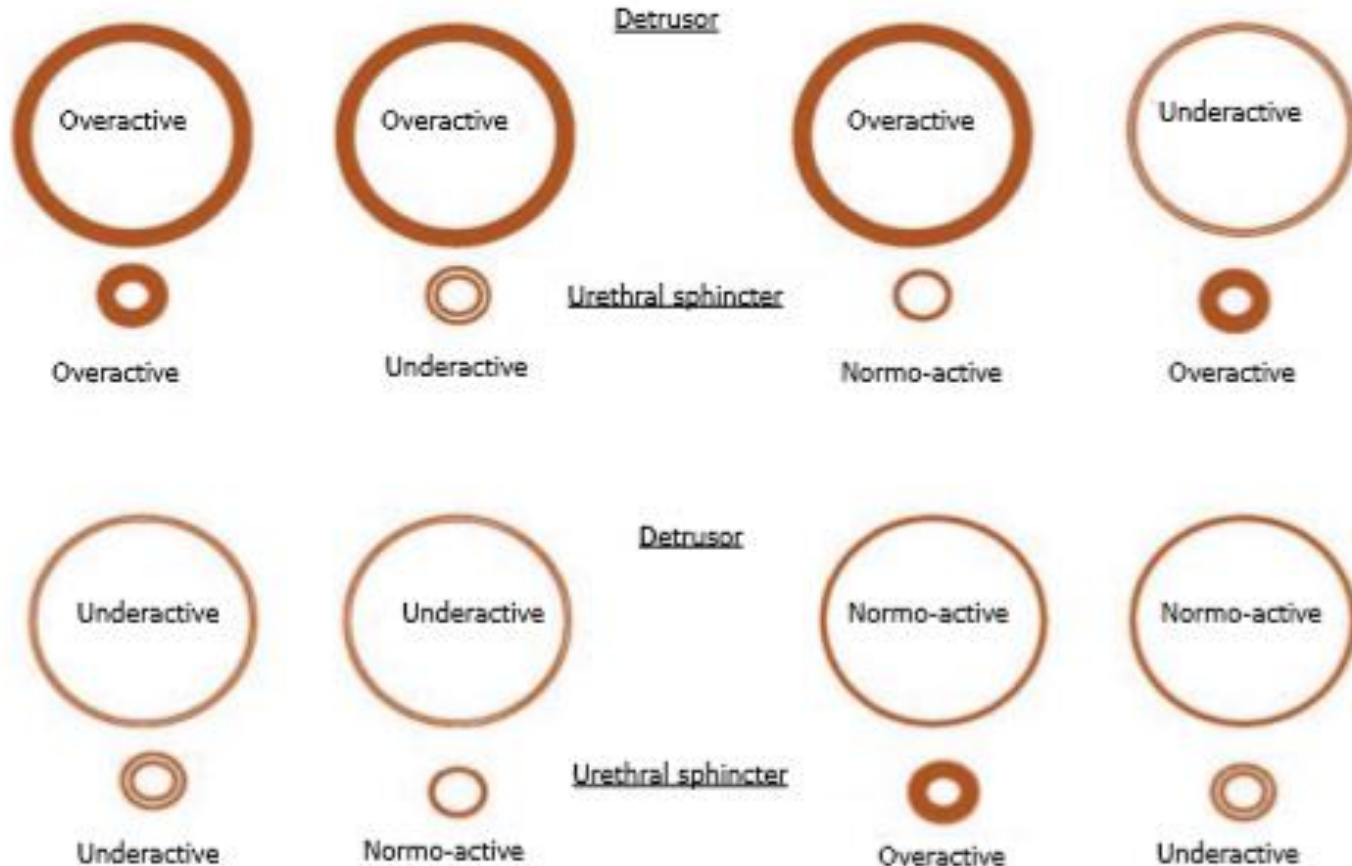 Detrusor
Overactive Overactive Overactive Underactive
Urethral sphincter
Overactive Underactive Normo-active Overactive
Detrusor
Underactive Underactive Normo-active Normo-active
Urethral sphincter
Underactive Normo-active Overactive Underactive